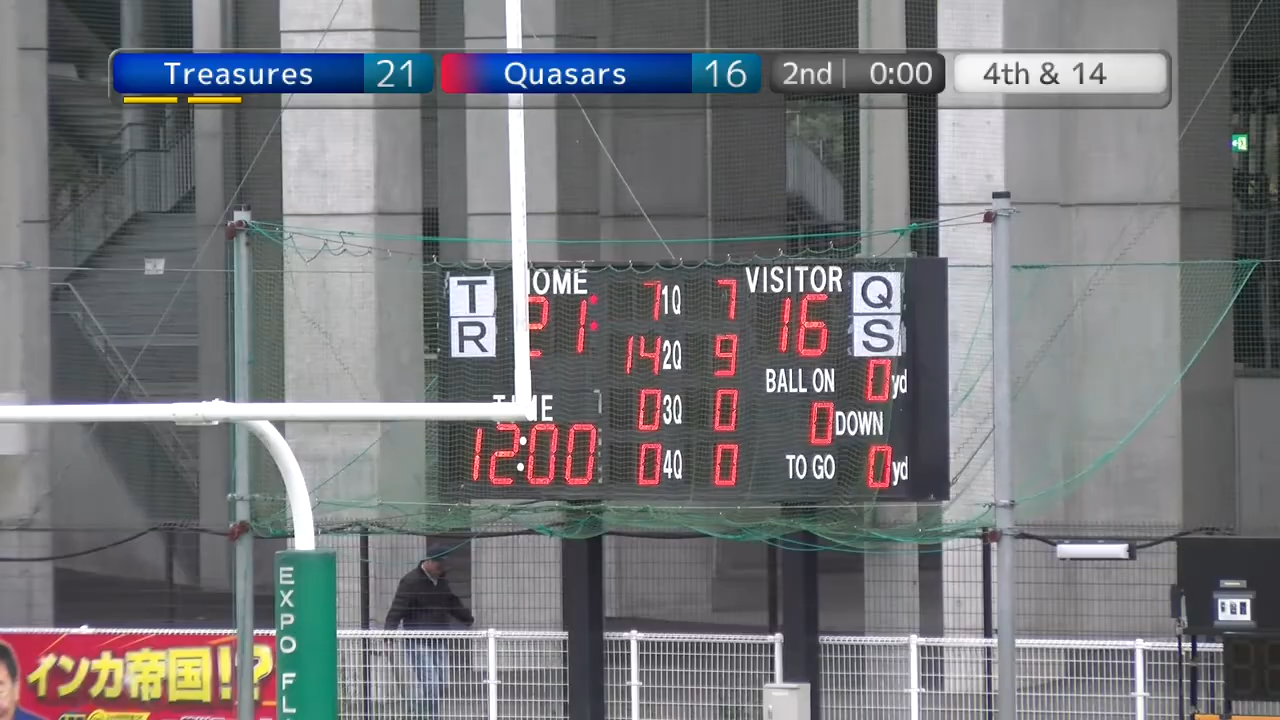 Treasures 21 Quasars 16 2nd 0:00 4th & 14
T HOME VISITOR Q
R 21 7 1Q 7 16 S
14 2Q 9 BALL ON 0 yd
TIME 0 3Q 0 0 DOWN
12:00 0 4Q 0 TO GO 0 yd
EXPO FL
インカ帝国!?